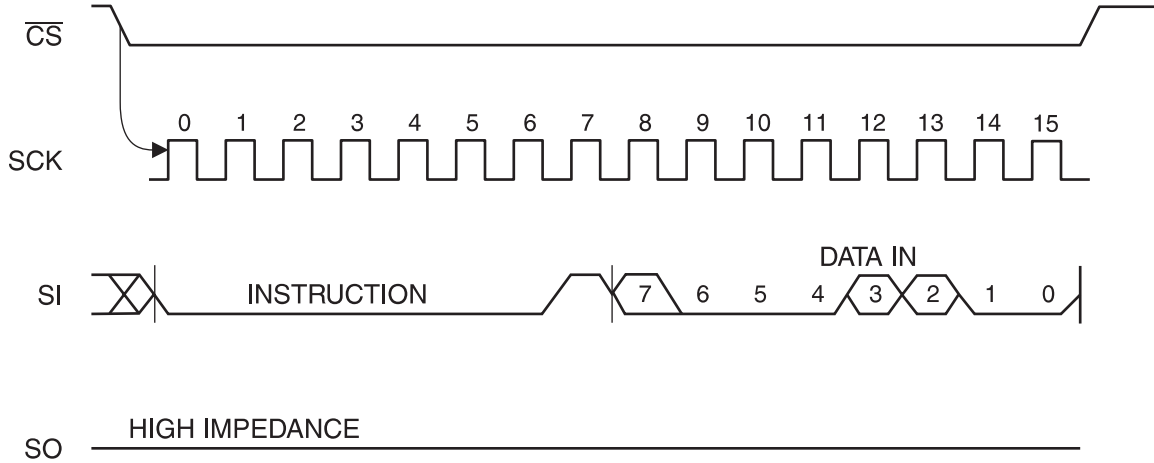 CS
0 1 2 3 4 5 6 7 8 9 10 11 12 13 14 15
SCK
DATA IN
SI INSTRUCTION 7 6 5 4 3 2 1 0
HIGH IMPEDANCE
SO